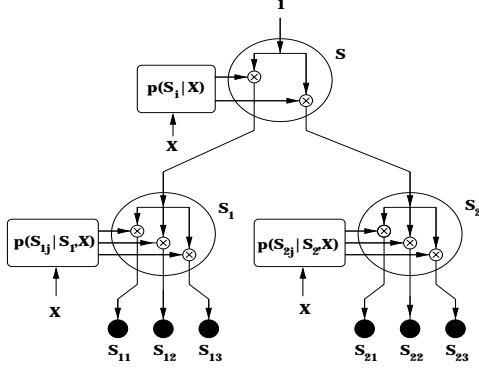 1
S
p(S_i | X)
X
S_1 S_2
p(S_1j | S_1, X) p(S_2j | S_2, X)
X X
S_11 S_12 S_13 S_21 S_22 S_23